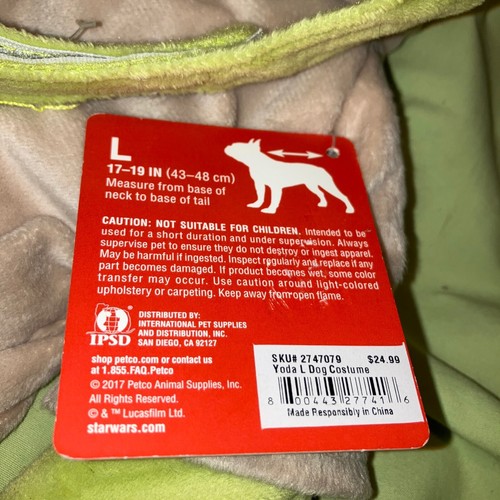 L
17–19 IN (43–48 cm)
Measure from base of
neck to base of tail
CAUTION: NOT SUITABLE FOR CHILDREN. Intended to be
used for a short duration and under supervision. Always
supervise pet to ensure they do not destroy or ingest apparel.
May be harmful if ingested. Inspect regularly and replace if any
part becomes damaged. If product becomes wet, some color
transfer may occur. Use caution around light-colored
upholstery or carpeting. Keep away from open flame.
IPSD
DISTRIBUTED BY:
INTERNATIONAL PET SUPPLIES
AND DISTRIBUTION, INC.
SAN DIEGO, CA 92127
shop petco.com or contact us
at 1.855.FAQ.Petco
© 2017 Petco Animal Supplies, Inc.
All Rights Reserved.
© & ™ Lucasfilm Ltd.
starwars.com
SKU# 2747079 $24.99
Yoda L Dog Costume
8 00443 27741 6
Made Responsibly in China